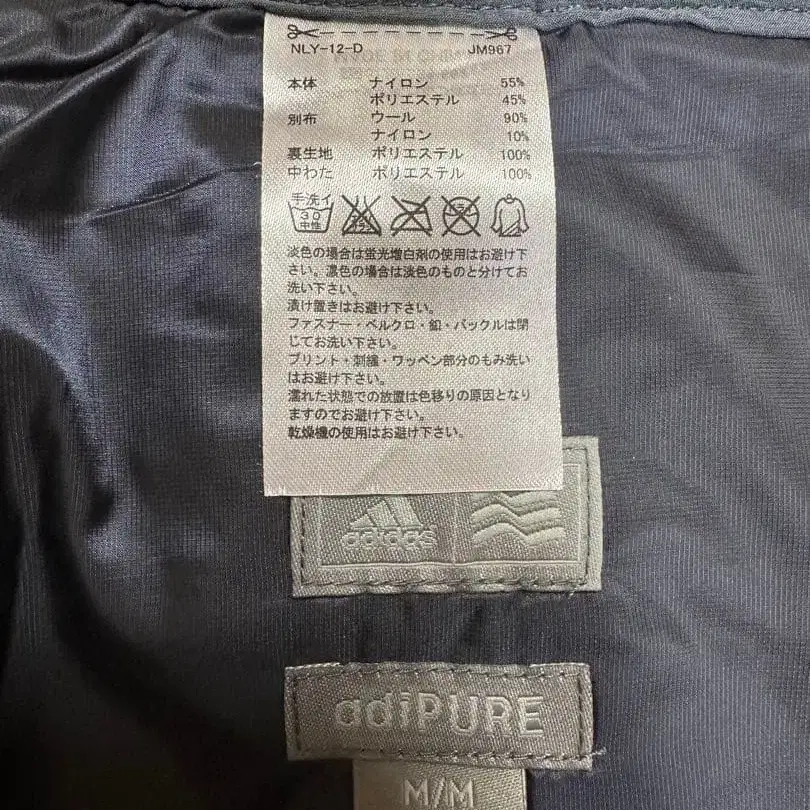 NLY-12-D JM967
本体 ナイロン 55%
ポリエステル 45%
別布 ウール 90%
ナイロン 10%
裏生地 ポリエステル 100%
中わた ポリエステル 100%
手洗イ
30
中性
淡色の場合は蛍光増白剤の使用はお避け下
さい。濃色の場合は淡色のものと分けてお
洗い下さい。
漬け置きはお避け下さい。
ファスナー・ベルクロ・釦・バックルは閉
じてお洗い下さい。
プリント・刺繍・ワッペン部分のもみ洗い
はお避け下さい。
濡れた状態での放置は色移りの原因となり
ますのでお避け下さい。
乾燥機の使用はお避け下さい。
adidas
adiPURE
M/M